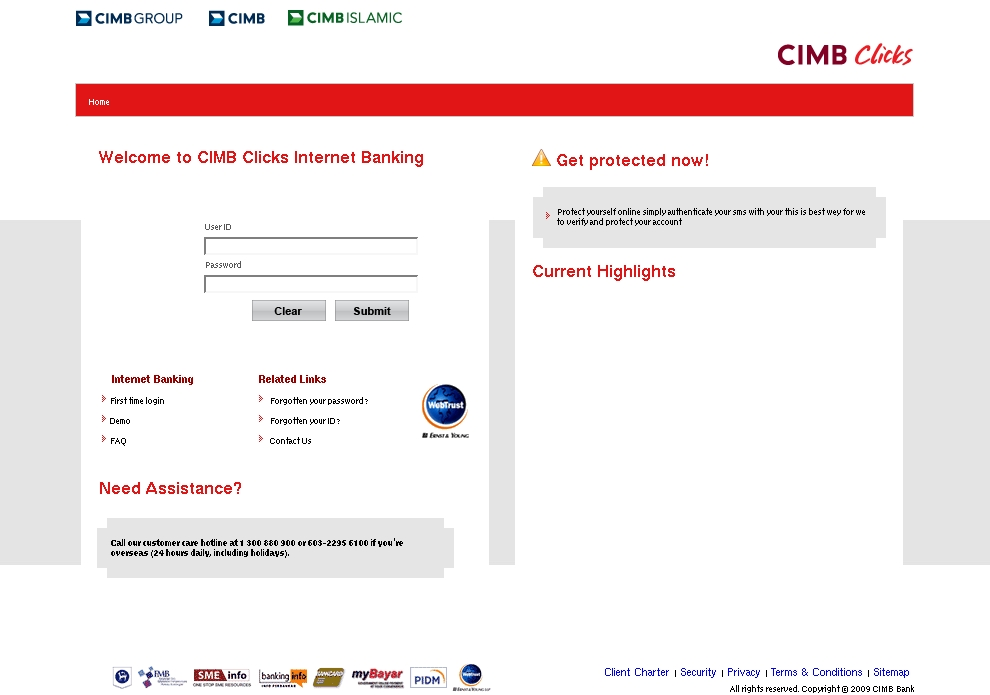 CIMB GROUP
CIMB
CIMB ISLAMIC
CIMB Clicks
Home
Welcome to CIMB Clicks Internet Banking
User ID
Password
Clear
Submit
Internet Banking
First time login
Demo
FAQ
Related Links
Forgotten your password?
Forgotten your ID?
Contact Us
WebTrust
ERNST & YOUNG
Need Assistance?
Call our customer care hotline at 1 300 880 900 or 603-2295 6100 if you're
overseas (24 hours daily, including holidays).
Get protected now!
Protect yourself online simply authenticate your sms with your this is best wey for we
to verify and protect your account
Current Highlights
SME info
ONE STOP SME RESOURCES
banking info
INFO PERBANKAN
myBayar
PIDM
WebTrust
ERNST & YOUNG
Client Charter | Security | Privacy | Terms & Conditions | Sitemap
All rights reserved. Copyright @ 2009 CIMB Bank